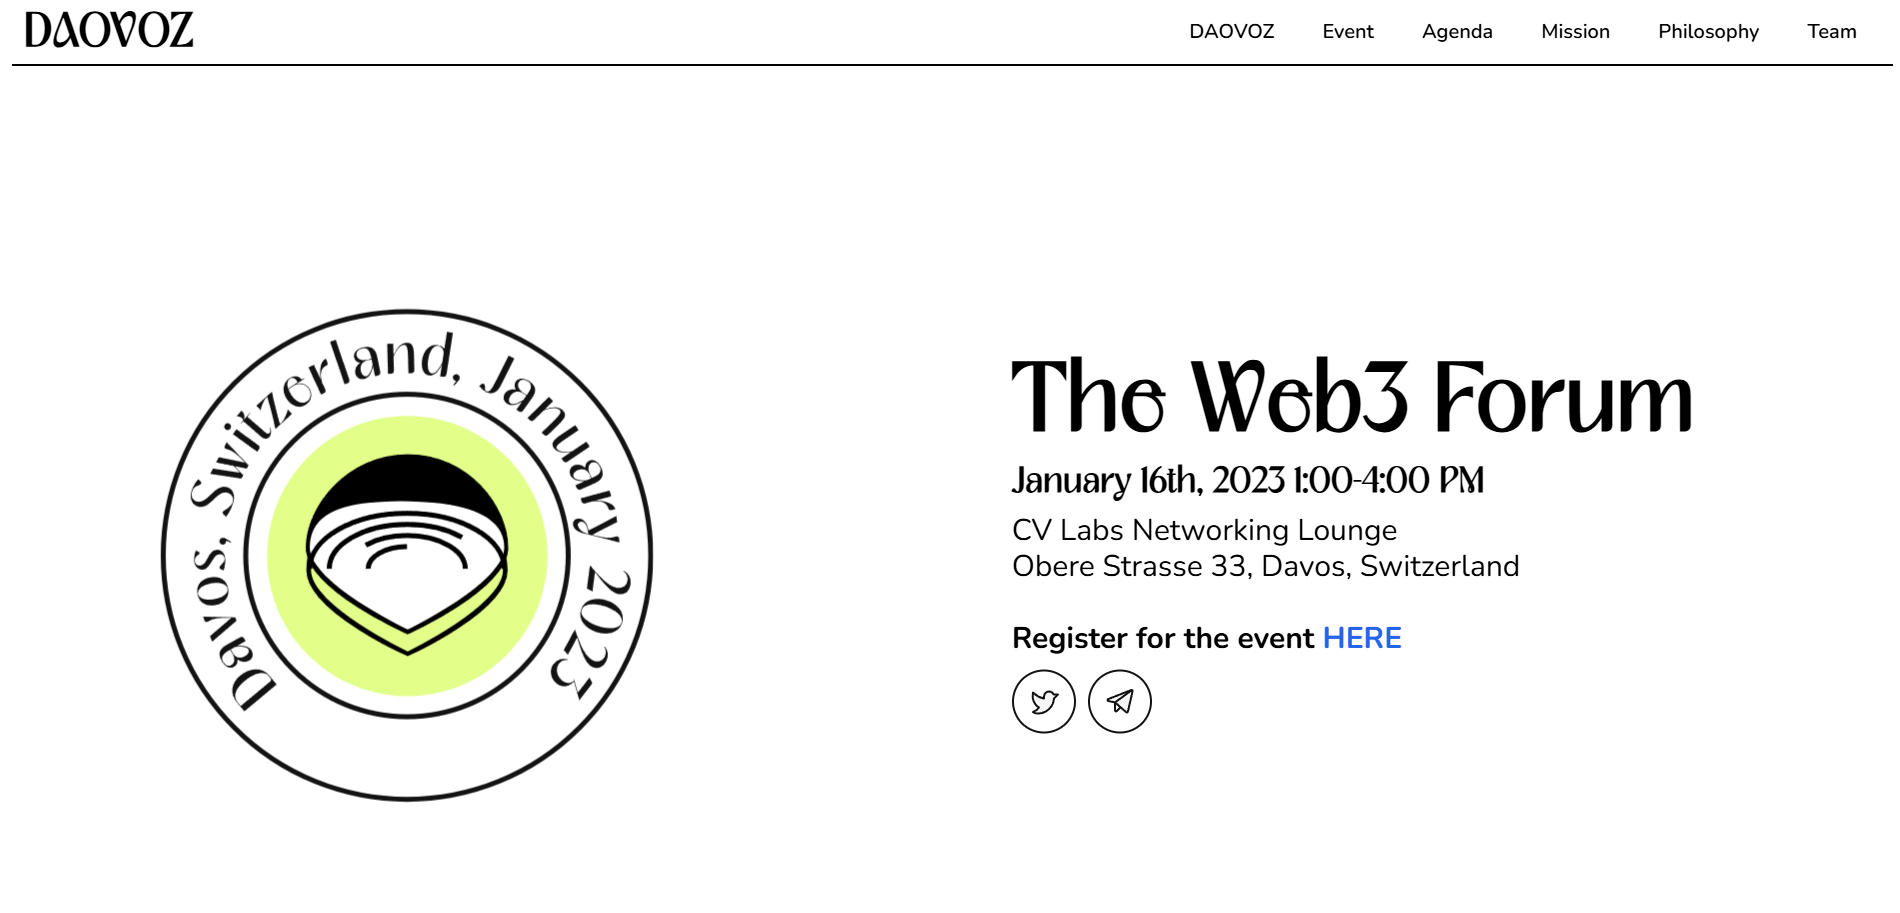 DAOVOZ
DAOVOZ Event Agenda Mission Philosophy Team
Davos, Switzerland, January 2023
The Web3 Forum
January 16th, 2023 1:00-4:00 PM
CV Labs Networking Lounge
Obere Strasse 33, Davos, Switzerland
Register for the event HERE